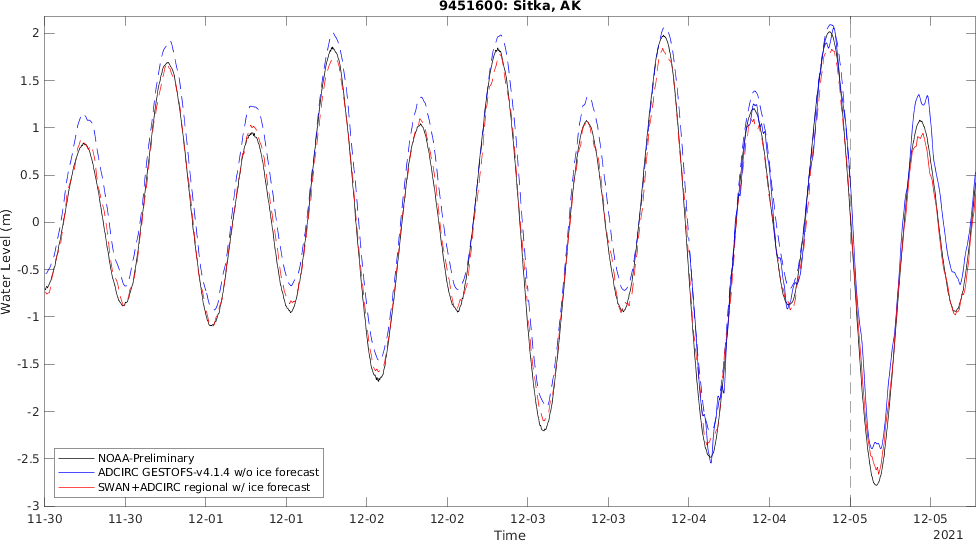 9451600: Sitka, AK
2
1.5
1
0.5
0
-0.5
-1
-1.5
-2
-2.5
-3
Water Level (m)
NOAA-Preliminary
ADCIRC GESTOFS-v4.1.4 w/o ice forecast
SWAN+ADCIRC regional w/ ice forecast
11-30 11-30 12-01 12-01 12-02 12-02 12-03 12-03 12-04 12-04 12-05 12-05
Time
2021